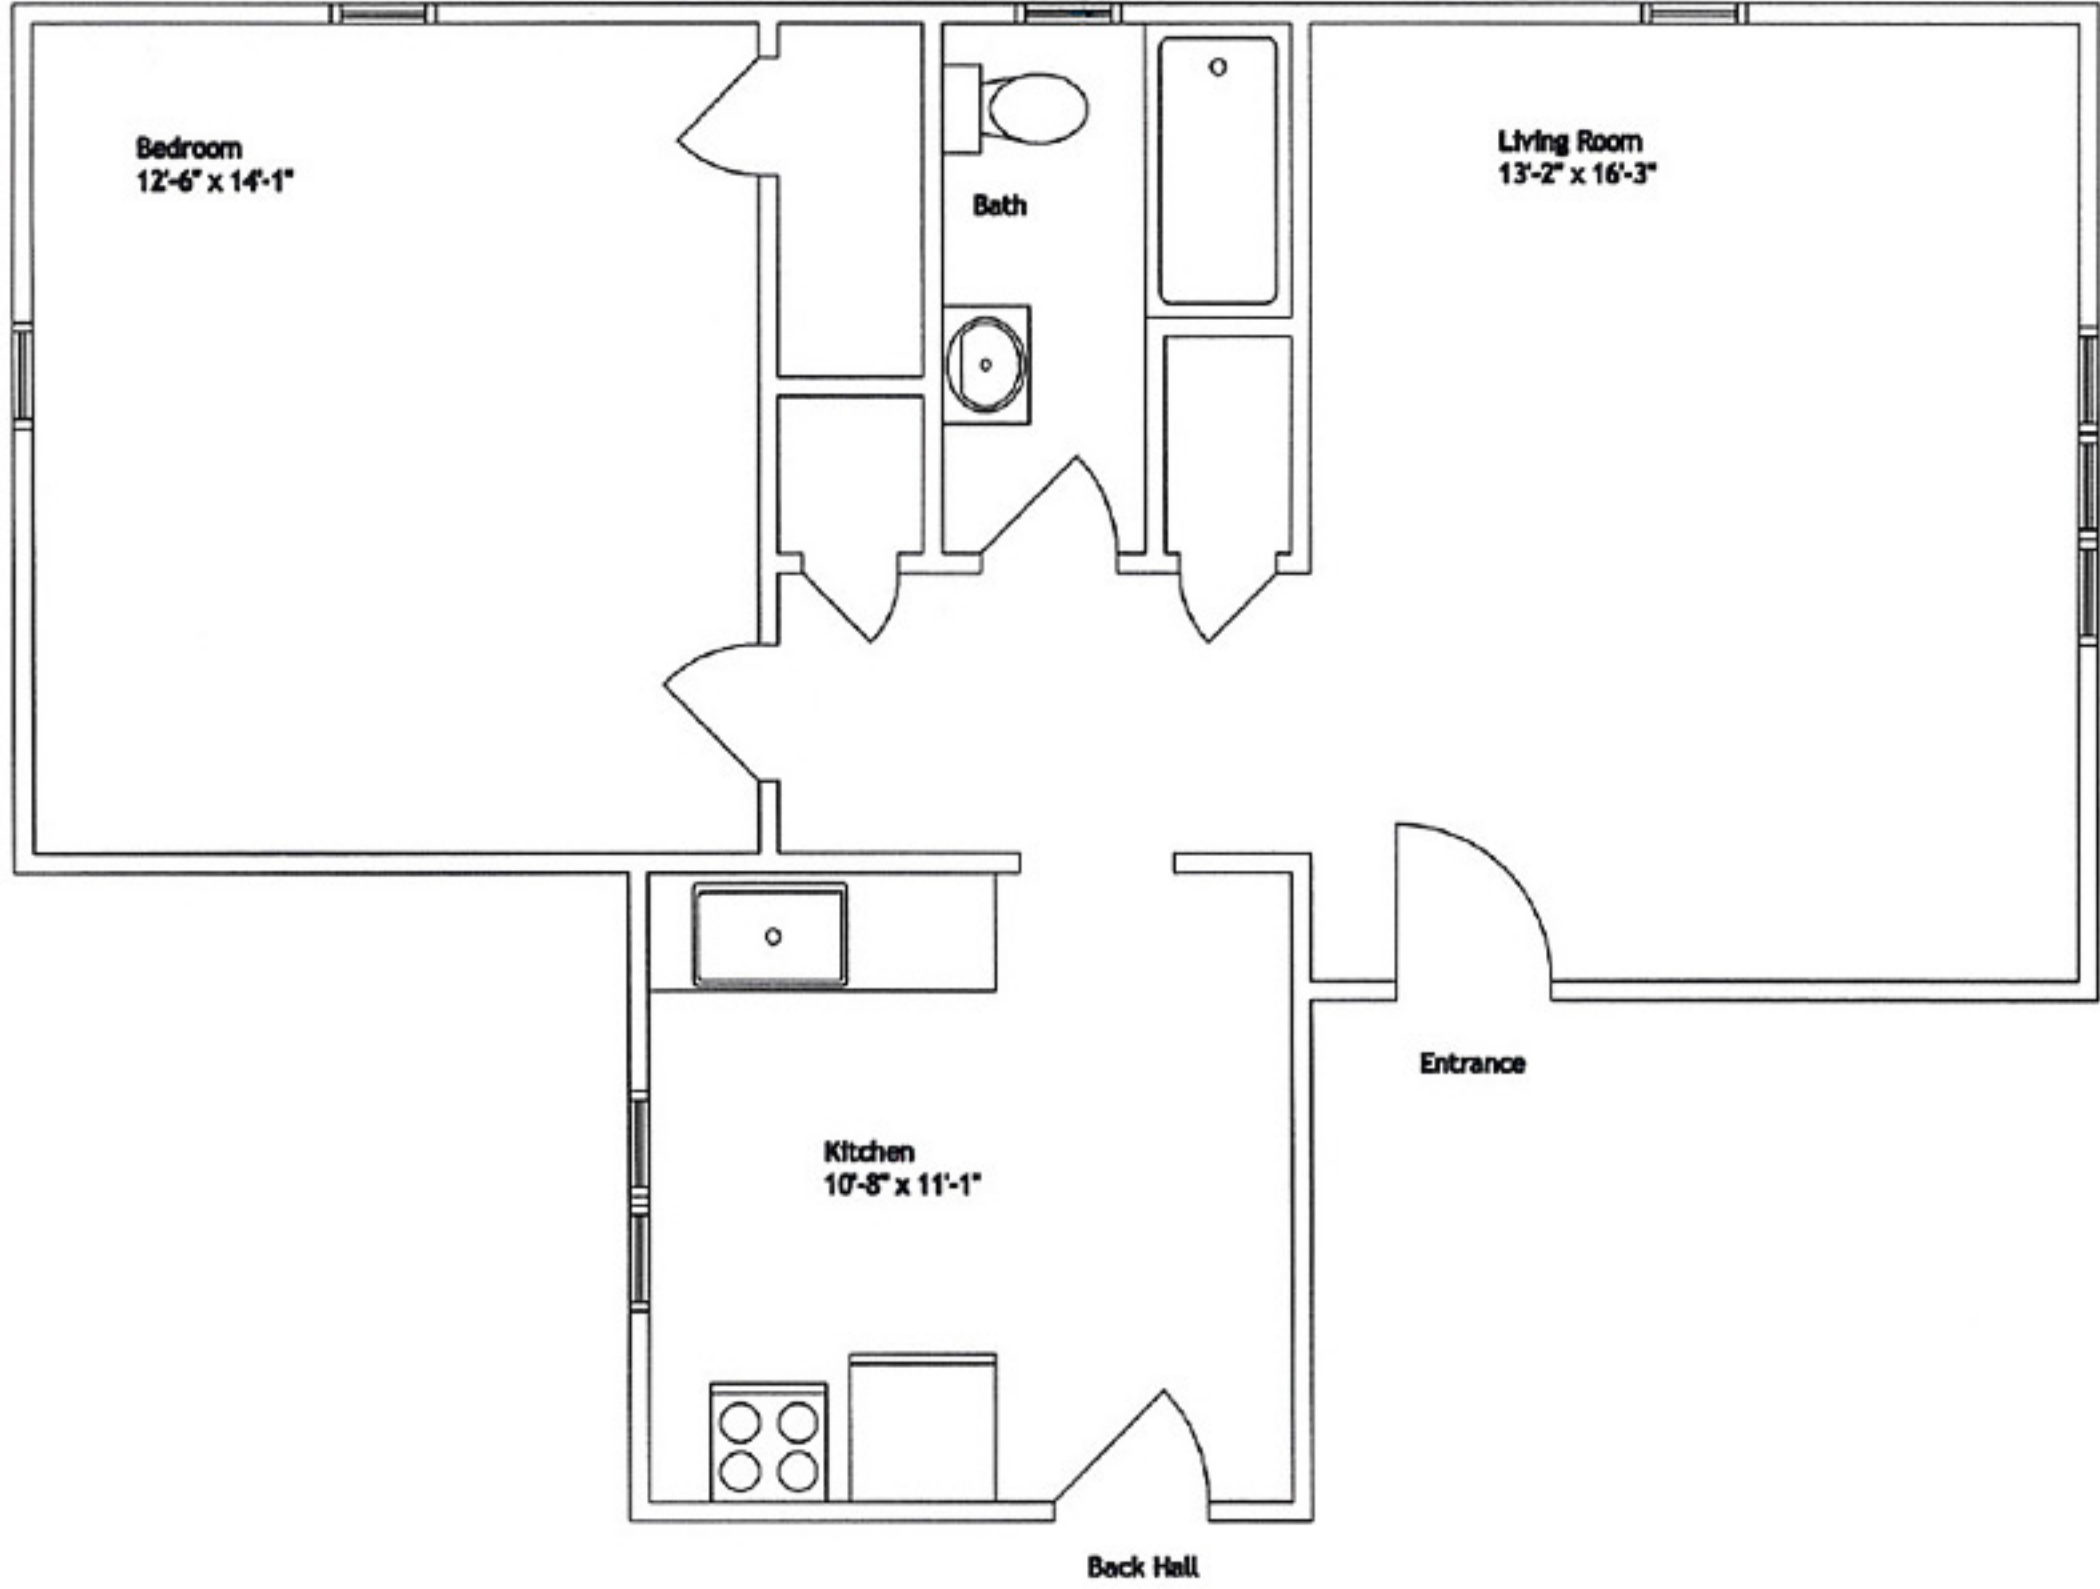 Bedroom
12'-6" x 14'-1"
Bath
Living Room
13'-2" x 16'-3"
Entrance
Kitchen
10'-8" x 11'-1"
Back Hall